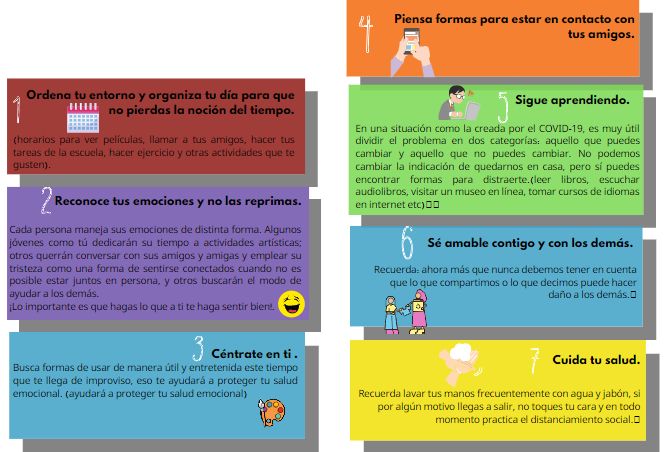 1
Ordena tu entorno y organiza tu día para que
no pierdas la noción del tiempo.
(horarios para ver películas, llamar a tus amigos, hacer tus
tareas de la escuela, hacer ejercicio y otras actividades que te
gusten).
2
Reconoce tus emociones y no las reprimas.
Cada persona maneja sus emociones de distinta forma. Algunos
jóvenes como tú dedicarán su tiempo a actividades artísticas;
otros querrán conversar con sus amigos y amigas y emplear su
tristeza como una forma de sentirse conectados cuando no es
posible estar juntos en persona, y otros buscarán el modo de
ayudar a los demás.
¡Lo importante es que hagas lo que a ti te haga sentir bien!.
3
Céntrate en ti .
Busca formas de usar de manera útil y entretenida este tiempo
que te llega de improviso, eso te ayudará a proteger tu salud
emocional. (ayudará a proteger tu salud emocional)
4
Piensa formas para estar en contacto con
tus amigos.
5
Sigue aprendiendo.
En una situación como la creada por el COVID-19, es muy útil
dividir el problema en dos categorías: aquello que puedes
cambiar y aquello que no puedes cambiar. No podemos
cambiar la indicación de quedarnos en casa, pero sí puedes
encontrar formas para distraerte.(leer libros, escuchar
audiolibros, visitar un museo en línea, tomar cursos de idiomas
en internet etc)
6
Sé amable contigo y con los demás.
Recuerda: ahora más que nunca debemos tener en cuenta
que lo que compartimos o lo que decimos puede hacer
daño a los demás.
7
Cuida tu salud.
Recuerda lavar tus manos frecuentemente con agua y jabón, si
por algún motivo llegas a salir, no toques tu cara y en todo
momento practica el distanciamiento social.